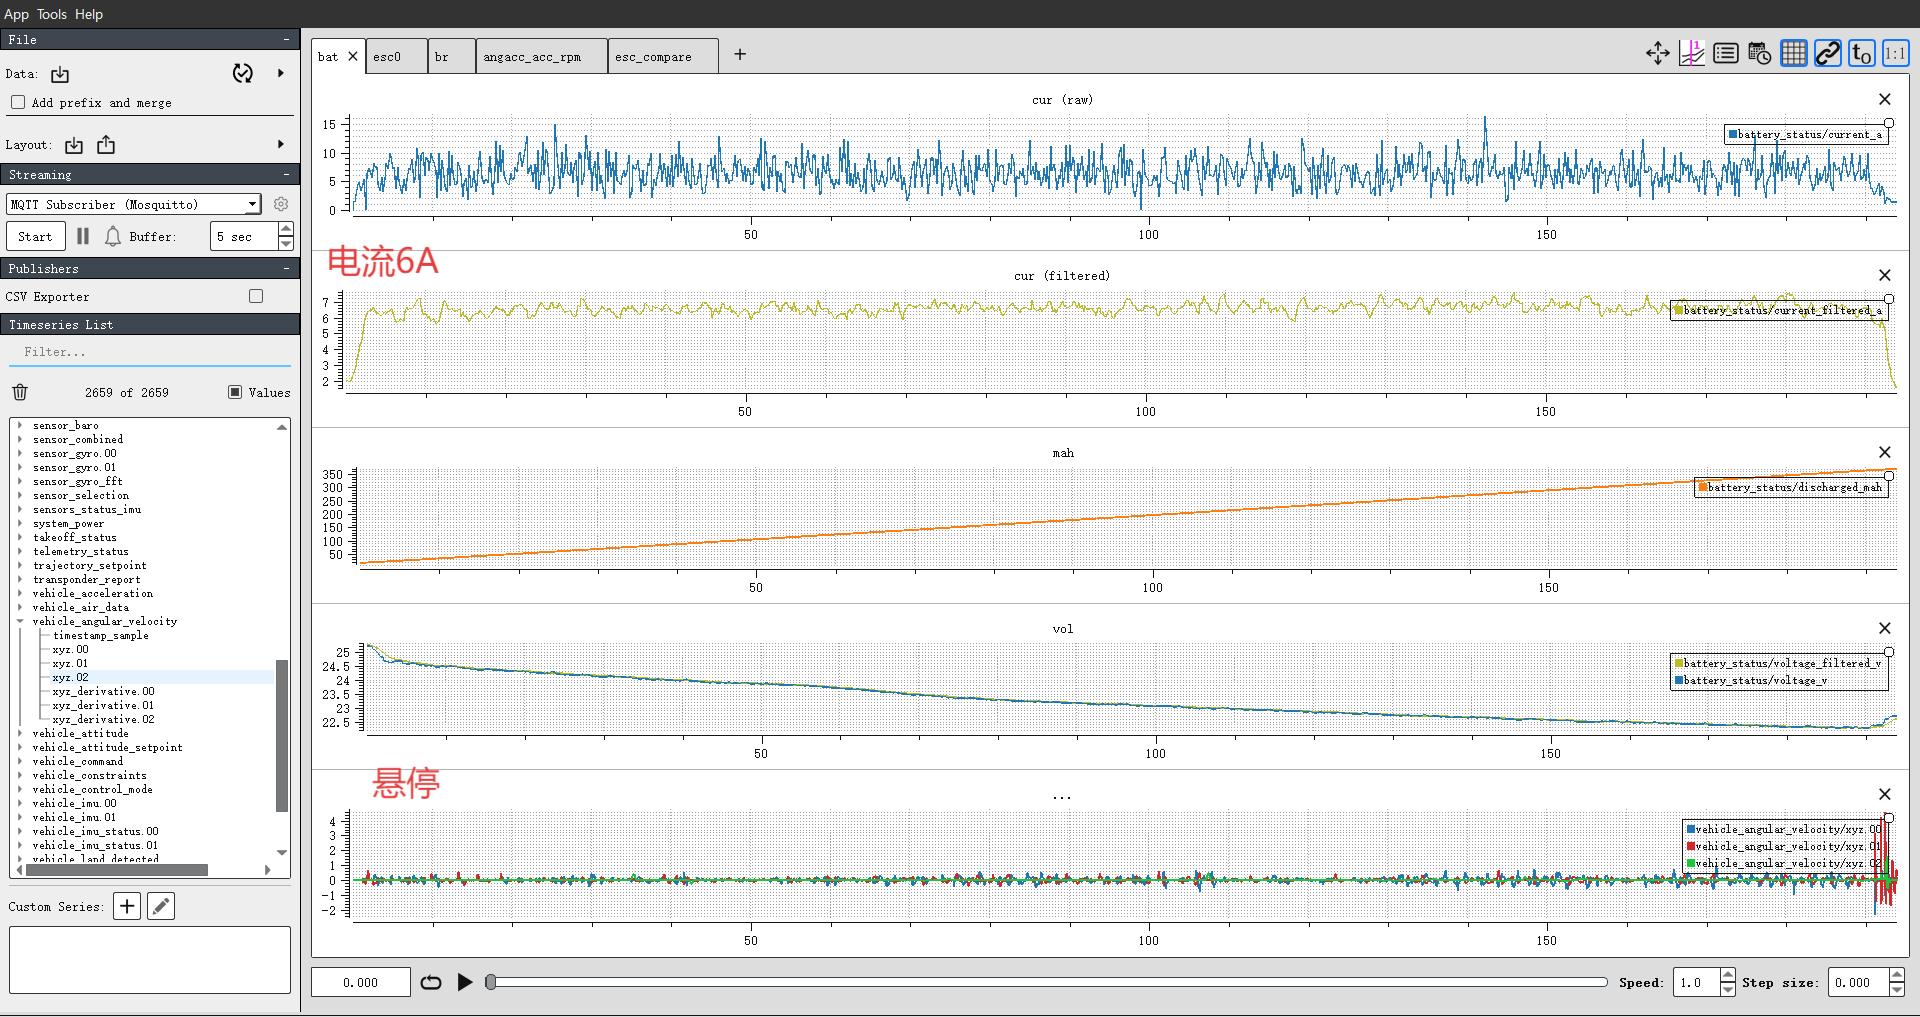 App Tools Help
File -
Data:
Add prefix and merge
Layout:
Streaming -
MQTT Subscriber (Mosquitto)
Start Buffer: 5 sec
Publishers -
CSV Exporter
Timeseries List
Filter...
2659 of 2659 Values
sensor_baro
sensor_combined
sensor_gyro.00
sensor_gyro.01
sensor_gyro_fft
sensor_selection
sensors_status_imu
system_power
takeoff_status
telemetry_status
trajectory_setpoint
transponder_report
vehicle_acceleration
vehicle_air_data
vehicle_angular_velocity
timestamp_sample
xyz.00
xyz.01
xyz.02
xyz_derivative.00
xyz_derivative.01
xyz_derivative.02
vehicle_attitude
vehicle_attitude_setpoint
vehicle_command
vehicle_constraints
vehicle_control_mode
vehicle_imu.00
vehicle_imu.01
vehicle_imu_status.00
vehicle_imu_status.01
vehicle_land_detected
Custom Series:
bat esc0 br angacc_acc_rpm esc_compare +
1 t0 1:1
cur (raw)
battery_status/current_a
15
10
5
0
50 100 150
电流6A
cur (filtered)
battery_status/current_filtered_a
7
6
5
4
3
2
50 100 150
mah
battery_status/discharged_mah
350
300
250
200
150
100
50
50 100 150
vol
battery_status/voltage_filtered_v
battery_status/voltage_v
25
24.5
24
23.5
23
22.5
50 100 150
悬停
...
vehicle_angular_velocity/xyz.00
vehicle_angular_velocity/xyz.01
vehicle_angular_velocity/xyz.02
4
3
2
1
0
-1
-2
50 100 150
0.000 Speed: 1.0 Step size: 0.000